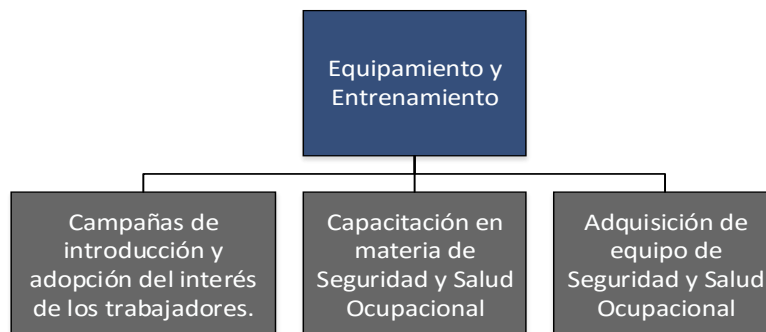 Equipamiento y
Entrenamiento
Campañas de
introducción y
adopción del interés
de los trabajadores.
Capacitación en
materia de
Seguridad y Salud
Ocupacional
Adquisición de
equipo de
Seguridad y Salud
Ocupacional